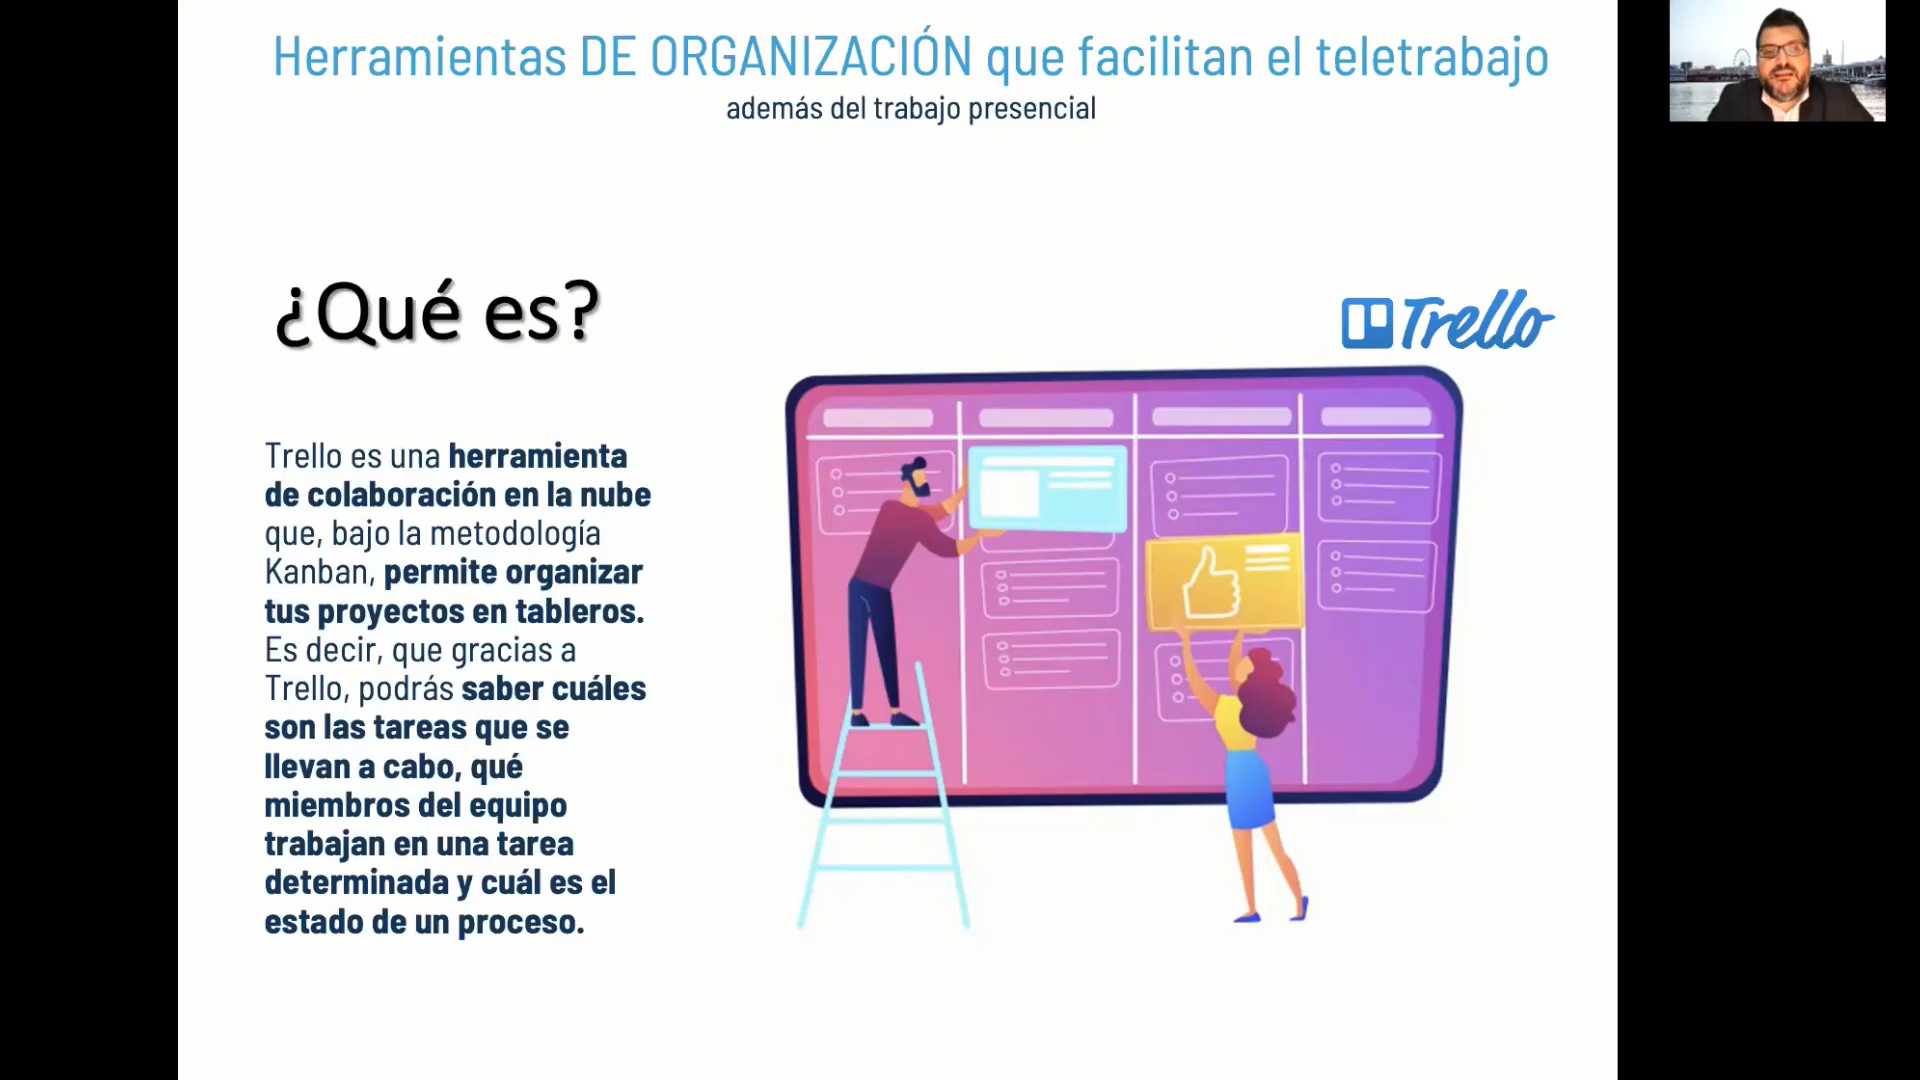 Herramientas DE ORGANIZACIÓN que facilitan el teletrabajo
además del trabajo presencial
¿Qué es?
Trello
Trello es una herramienta
de colaboración en la nube
que, bajo la metodología
Kanban, permite organizar
tus proyectos en tableros.
Es decir, que gracias a
Trello, podrás saber cuáles
son las tareas que se
llevan a cabo, qué
miembros del equipo
trabajan en una tarea
determinada y cuál es el
estado de un proceso.